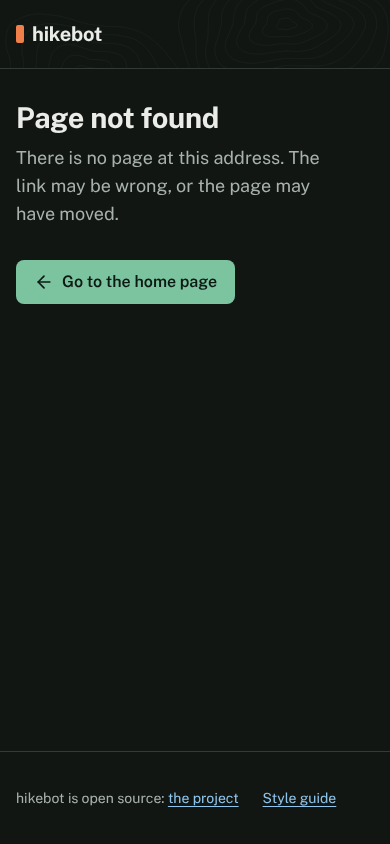 hikebot
Page not found
There is no page at this address. The
link may be wrong, or the page may
have moved.
Go to the home page
hikebot is open source: the project Style guide